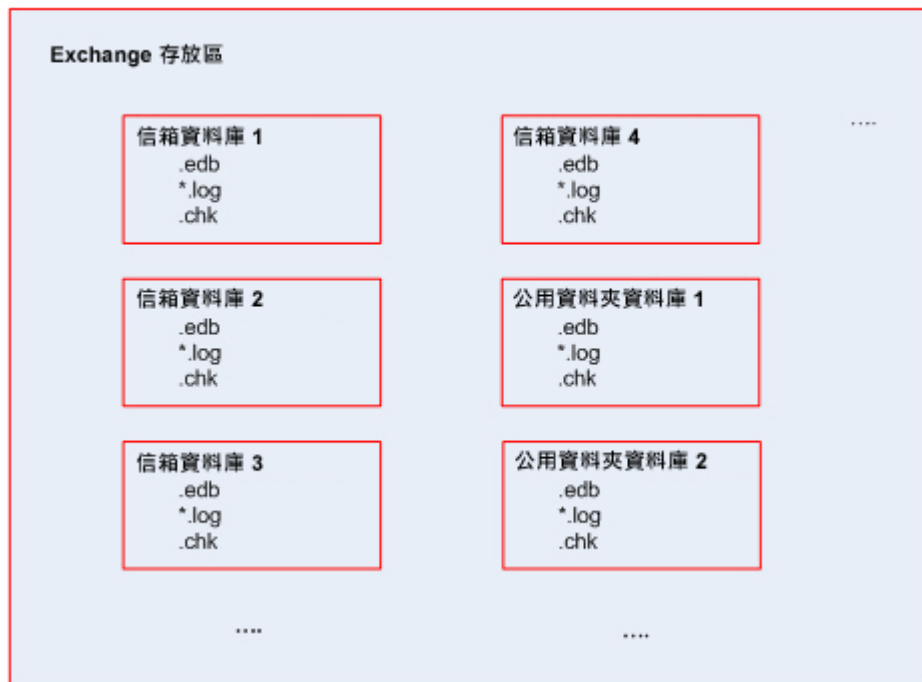 Exchange 存放區
信箱資料庫 1
.edb
*.log
.chk
信箱資料庫 2
.edb
*.log
.chk
信箱資料庫 3
.edb
*.log
.chk
....
信箱資料庫 4
.edb
*.log
.chk
公用資料夾資料庫 1
.edb
*.log
.chk
公用資料夾資料庫 2
.edb
*.log
.chk
....
....